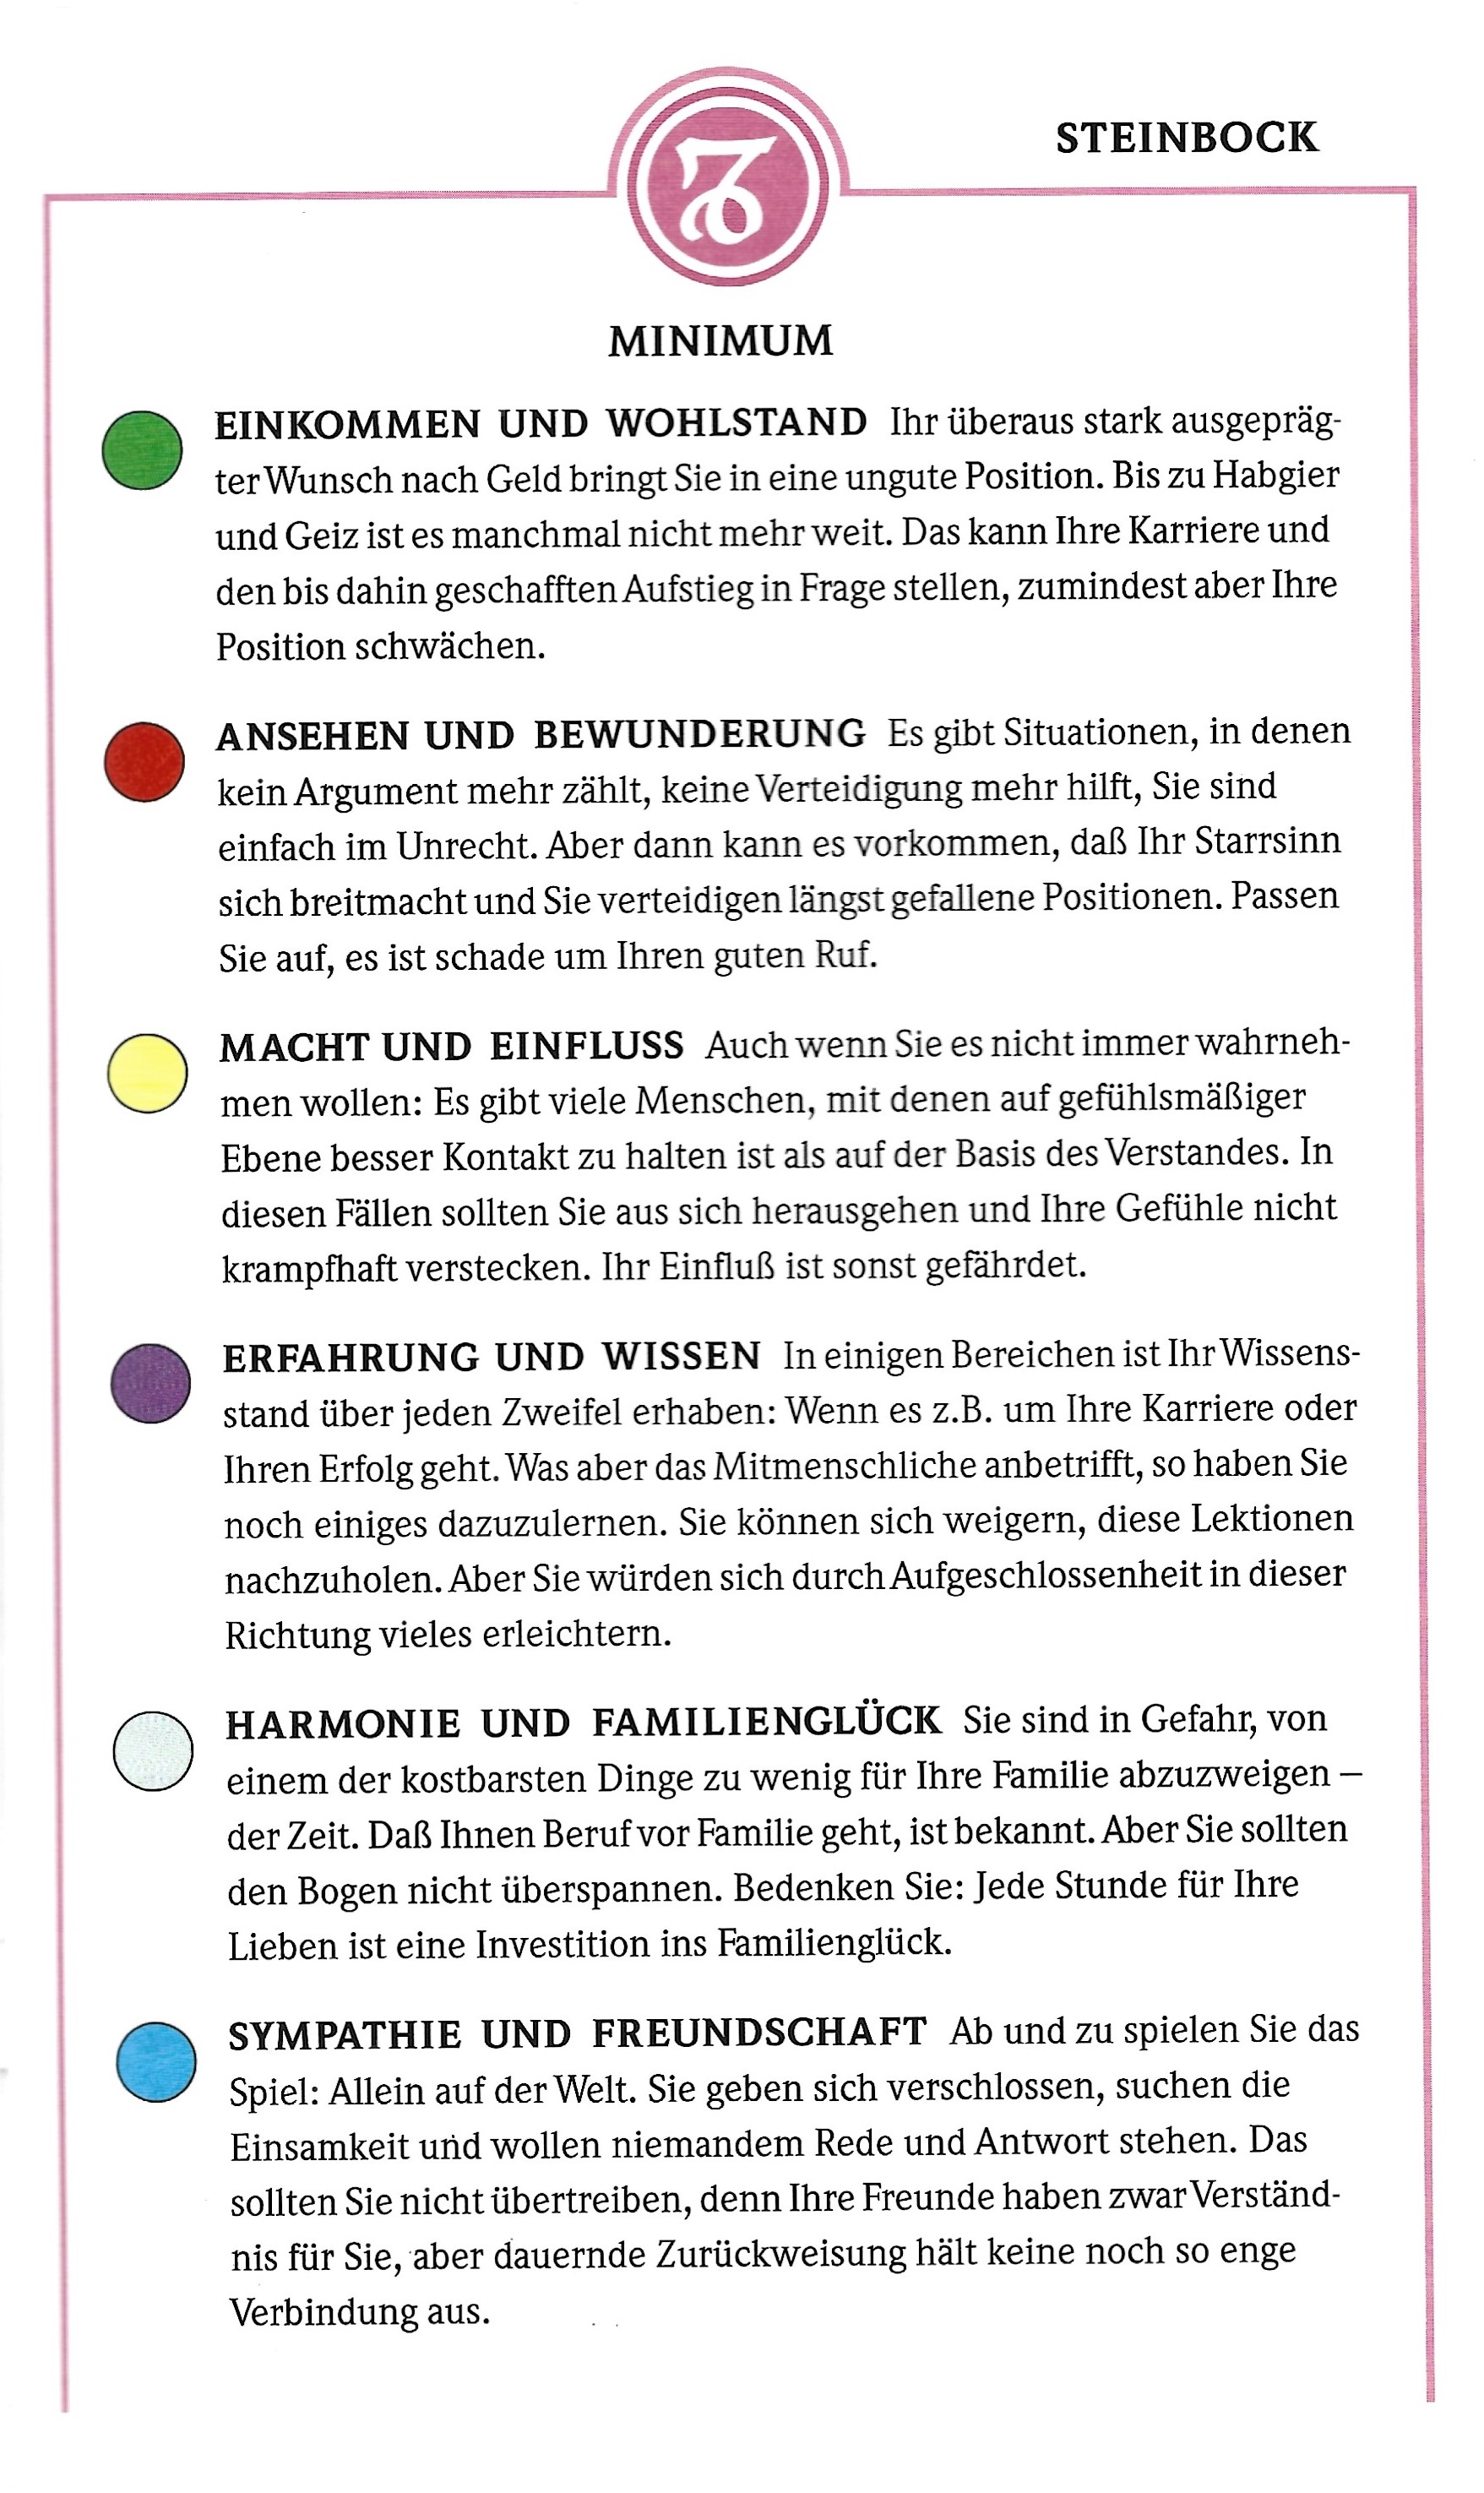 STEINBOCK
MINIMUM
EINKOMMEN UND WOHLSTAND Ihr überaus stark ausgepräg-
ter Wunsch nach Geld bringt Sie in eine ungute Position. Bis zu Habgier
und Geiz ist es manchmal nicht mehr weit. Das kann Ihre Karriere und
den bis dahin geschafften Aufstieg in Frage stellen, zumindest aber Ihre
Position schwächen.
ANSEHEN UND BEWUNDERUNG Es gibt Situationen, in denen
kein Argument mehr zählt, keine Verteidigung mehr hilft, Sie sind
einfach im Unrecht. Aber dann kann es vorkommen, daß Ihr Starrsinn
sich breitmacht und Sie verteidigen längst gefallene Positionen. Passen
Sie auf, es ist schade um Ihren guten Ruf.
MACHT UND EINFLUSS Auch wenn Sie es nicht immer wahrneh-
men wollen: Es gibt viele Menschen, mit denen auf gefühlsmäßiger
Ebene besser Kontakt zu halten ist als auf der Basis des Verstandes. In
diesen Fällen sollten Sie aus sich herausgehen und Ihre Gefühle nicht
krampfhaft verstecken. Ihr Einfluß ist sonst gefährdet.
ERFAHRUNG UND WISSEN In einigen Bereichen ist Ihr Wissens-
stand über jeden Zweifel erhaben: Wenn es z.B. um Ihre Karriere oder
Ihren Erfolg geht. Was aber das Mitmenschliche anbetrifft, so haben Sie
noch einiges dazuzulernen. Sie können sich weigern, diese Lektionen
nachzuholen. Aber Sie würden sich durch Aufgeschlossenheit in dieser
Richtung vieles erleichtern.
HARMONIE UND FAMILIENGLÜCK Sie sind in Gefahr, von
einem der kostbarsten Dinge zu wenig für Ihre Familie abzuzweigen –
der Zeit. Daß Ihnen Beruf vor Familie geht, ist bekannt. Aber Sie sollten
den Bogen nicht überspannen. Bedenken Sie: Jede Stunde für Ihre
Lieben ist eine Investition ins Familienglück.
SYMPATHIE UND FREUNDSCHAFT Ab und zu spielen Sie das
Spiel: Allein auf der Welt. Sie geben sich verschlossen, suchen die
Einsamkeit und wollen niemandem Rede und Antwort stehen. Das
sollten Sie nicht übertreiben, denn Ihre Freunde haben zwar Verständ-
nis für Sie, aber dauernde Zurückweisung hält keine noch so enge
Verbindung aus.